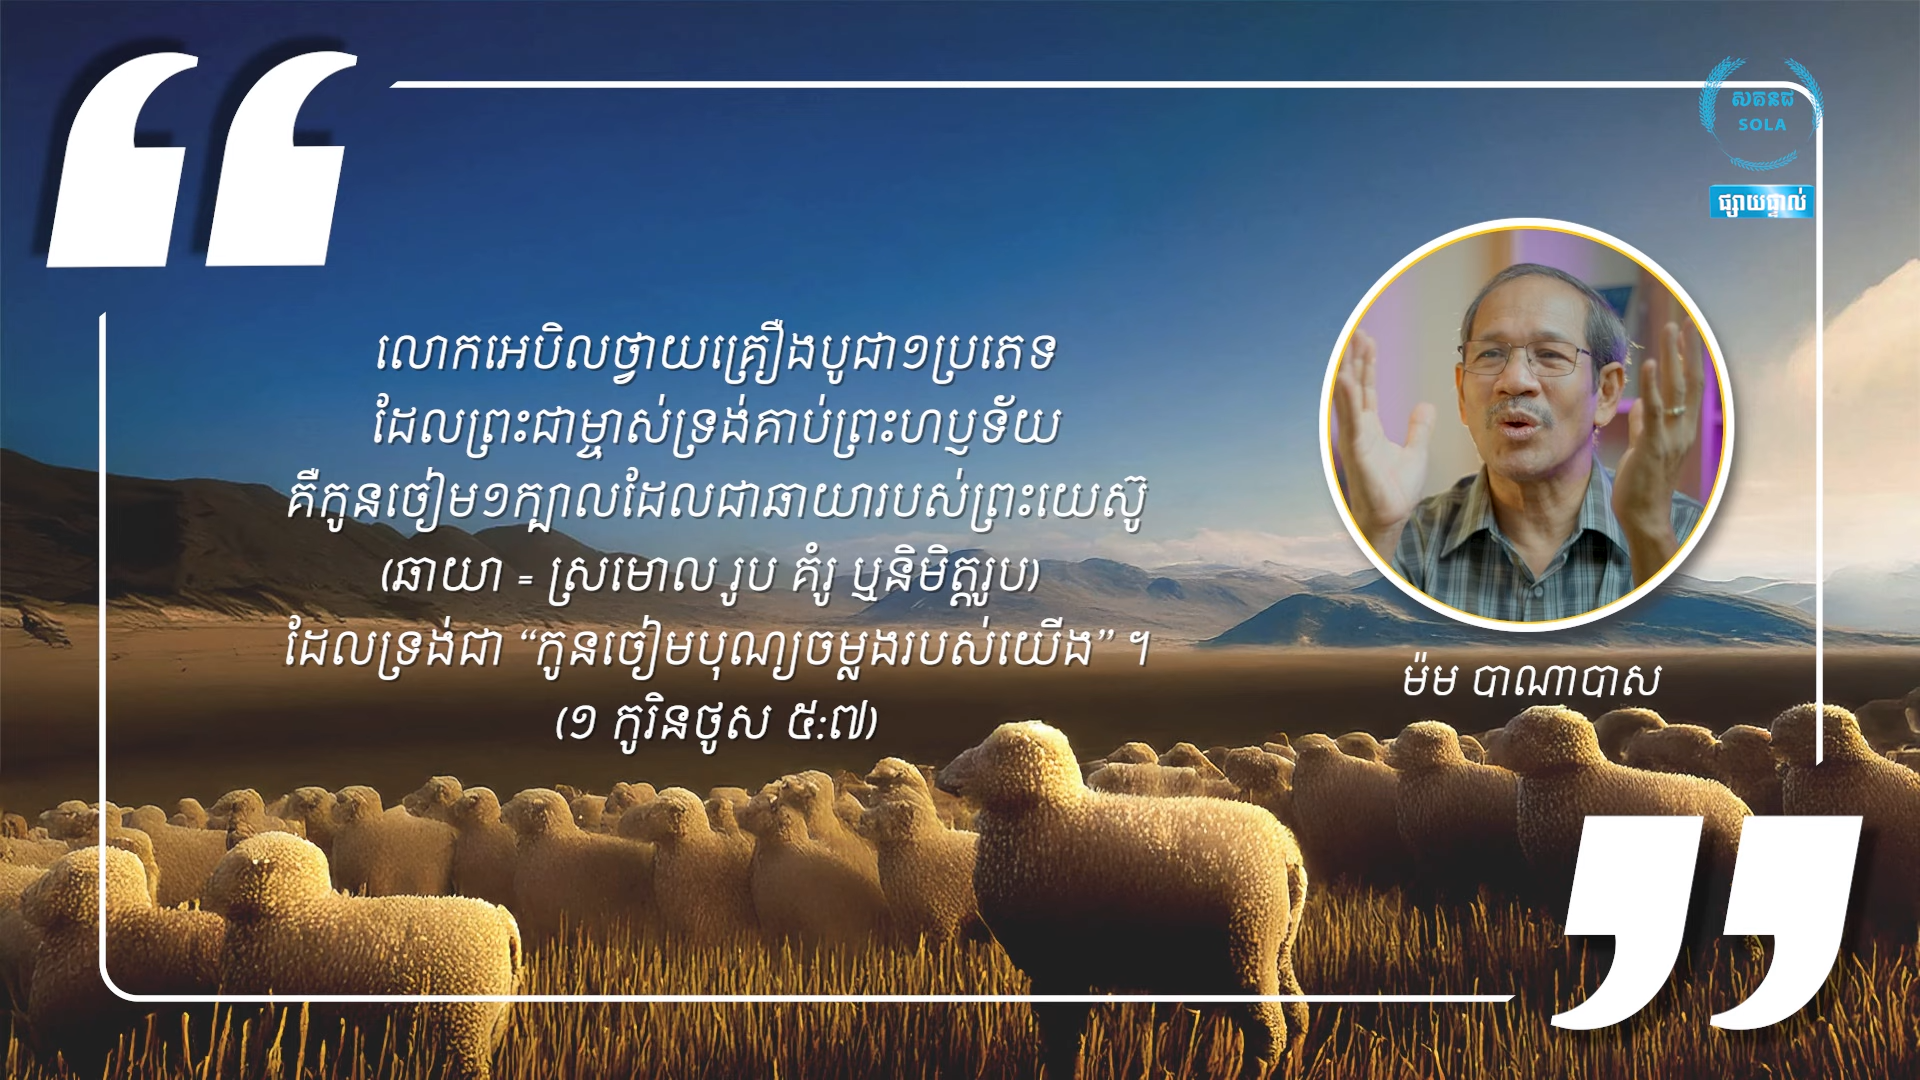 សគនជ
SOLA
ផ្សាយផ្ទាល់
លោកអេបិលថ្វាយគ្រឿងបូជា១ប្រភេទ
ដែលព្រះជាម្ចាស់ទ្រង់គាប់ព្រះហឫទ័យ
គឺកូនចៀម១ក្បាលដែលជាឆាយារបស់ព្រះយេស៊ូ
(ឆាយា = ស្រមោល រូប គំរូ ឬនិមិត្តរូប)
ដែលទ្រង់ជា “កូនចៀមបុណ្យចម្លងរបស់យើង” ។
(១ កូរិនថូស ៥:៧)
ម៉ម បាណាបាស